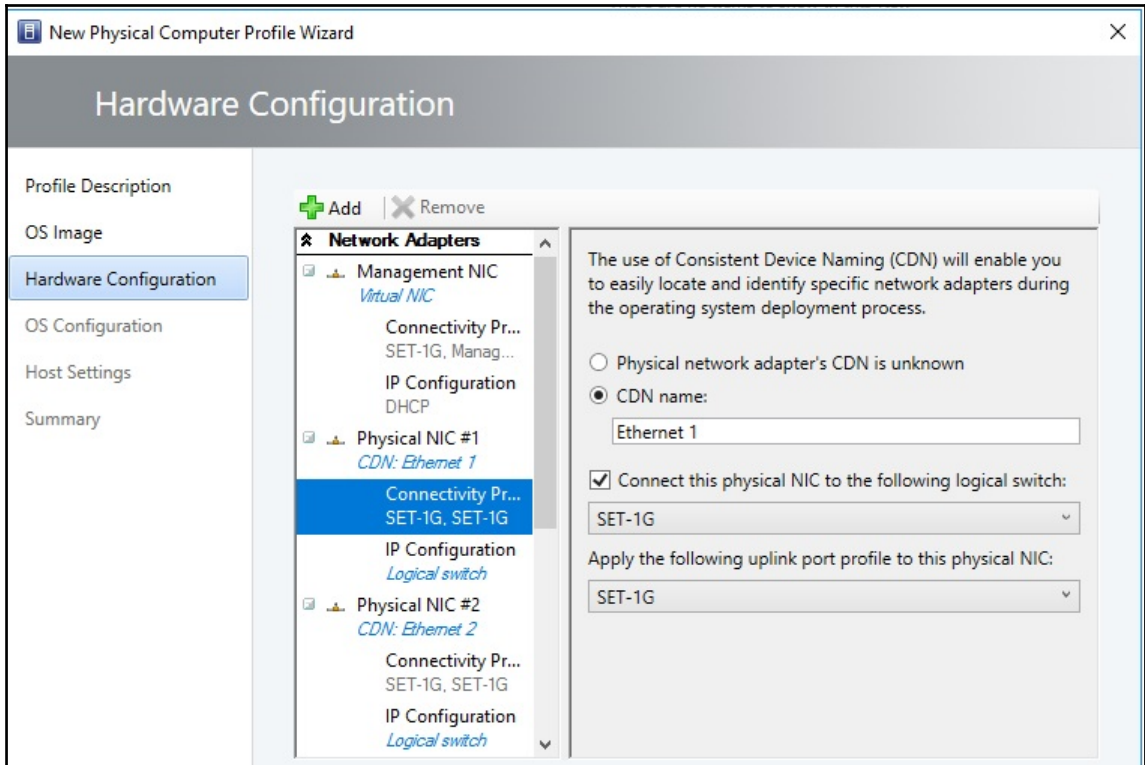 New Physical Computer Profile Wizard
Hardware Configuration
Profile Description
OS Image
Hardware Configuration
OS Configuration
Host Settings
Summary
Add
Remove
Network Adapters
Management NIC
Virtual NIC
Connectivity Pr...
SET-1G, Manag...
IP Configuration
DHCP
Physical NIC #1
CDN: Ethernet 1
Connectivity Pr...
SET-1G, SET-1G
IP Configuration
Logical switch
Physical NIC #2
CDN: Ethernet 2
Connectivity Pr...
SET-1G, SET-1G
IP Configuration
Logical switch
The use of Consistent Device Naming (CDN) will enable you
to easily locate and identify specific network adapters during
the operating system deployment process.
Physical network adapter's CDN is unknown
CDN name:
Ethernet 1
Connect this physical NIC to the following logical switch:
SET-1G
Apply the following uplink port profile to this physical NIC:
SET-1G